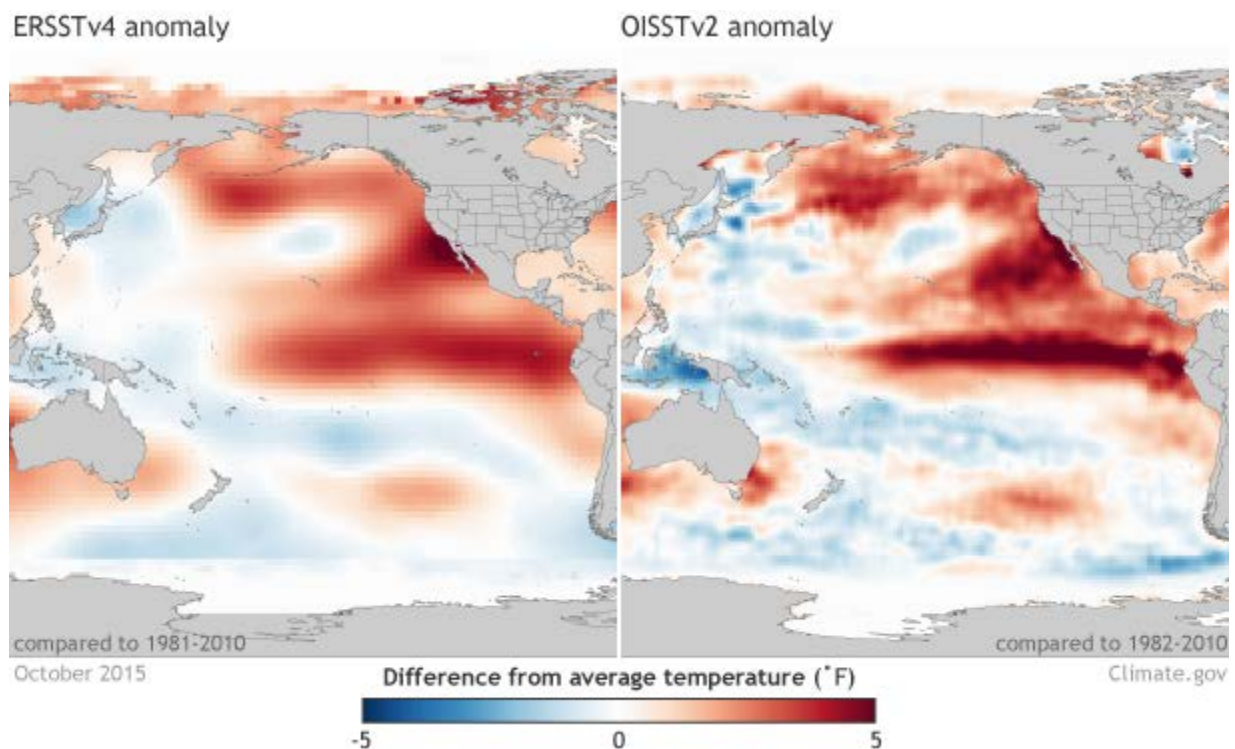 ERSSTv4 anomaly
OISSTv2 anomaly
compared to 1981-2010
compared to 1982-2010
October 2015
Climate.gov
Difference from average temperature (˚F)
-5
0
5